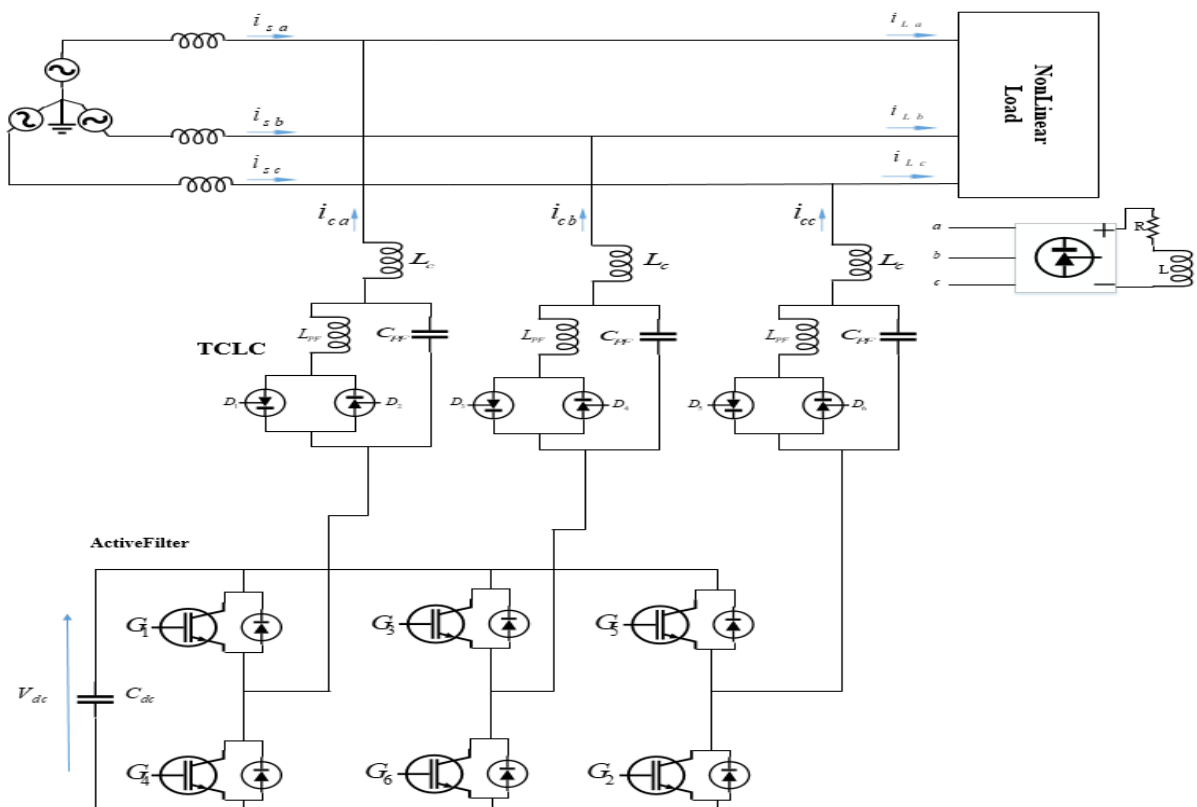 i s a
i L a
NonLinear
Load
i s b
i L b
i s c
i L c
i c a
i c b
i cc
a
b
c
+
−
R
L
L c
L c
L c
TCLC
L PF
C PF
L PF
C PF
L PF
C PF
D 1
D 2
D 3
D 4
D 5
D 6
ActiveFilter
G 1
G 3
G 5
V dc
C dc
G 4
G 6
G 2